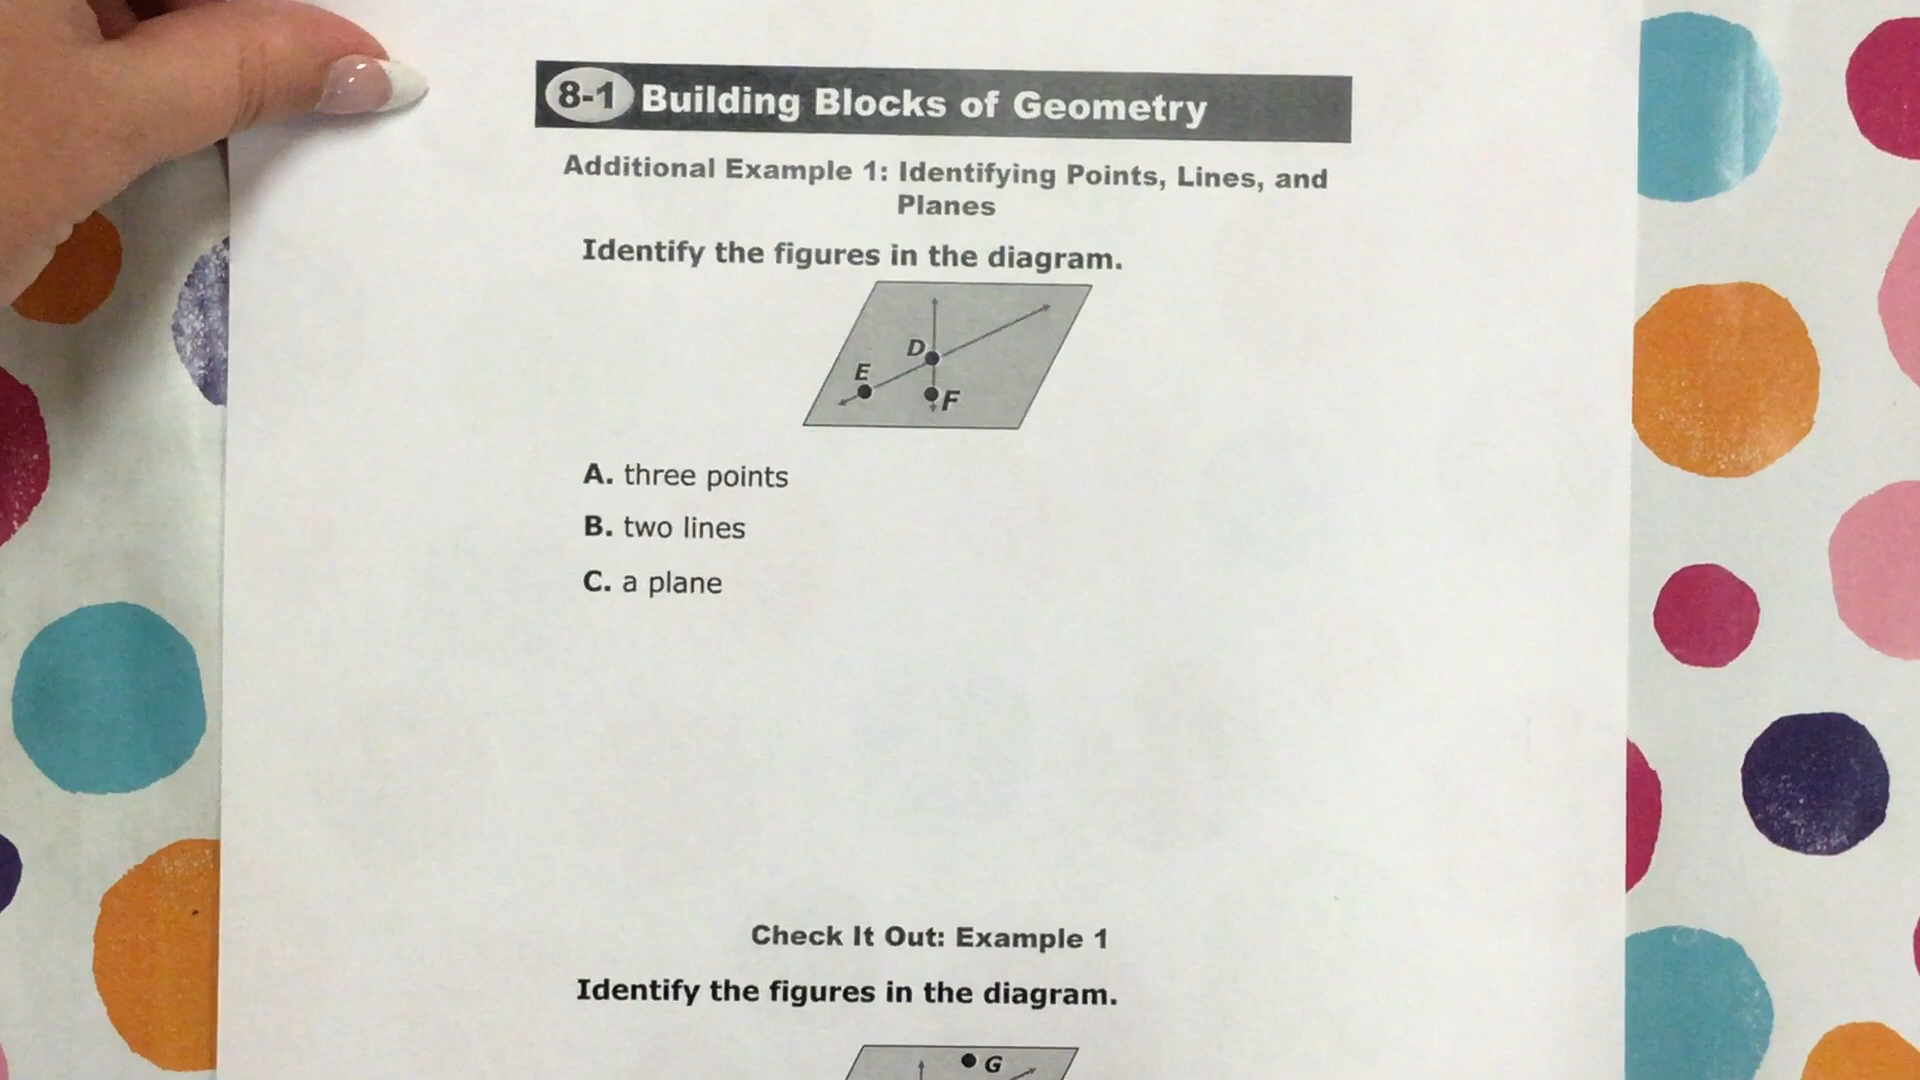 8-1 Building Blocks of Geometry
Additional Example 1: Identifying Points, Lines, and
Planes
Identify the figures in the diagram.
D
E
F
A. three points
B. two lines
C. a plane
Check It Out: Example 1
Identify the figures in the diagram.
G